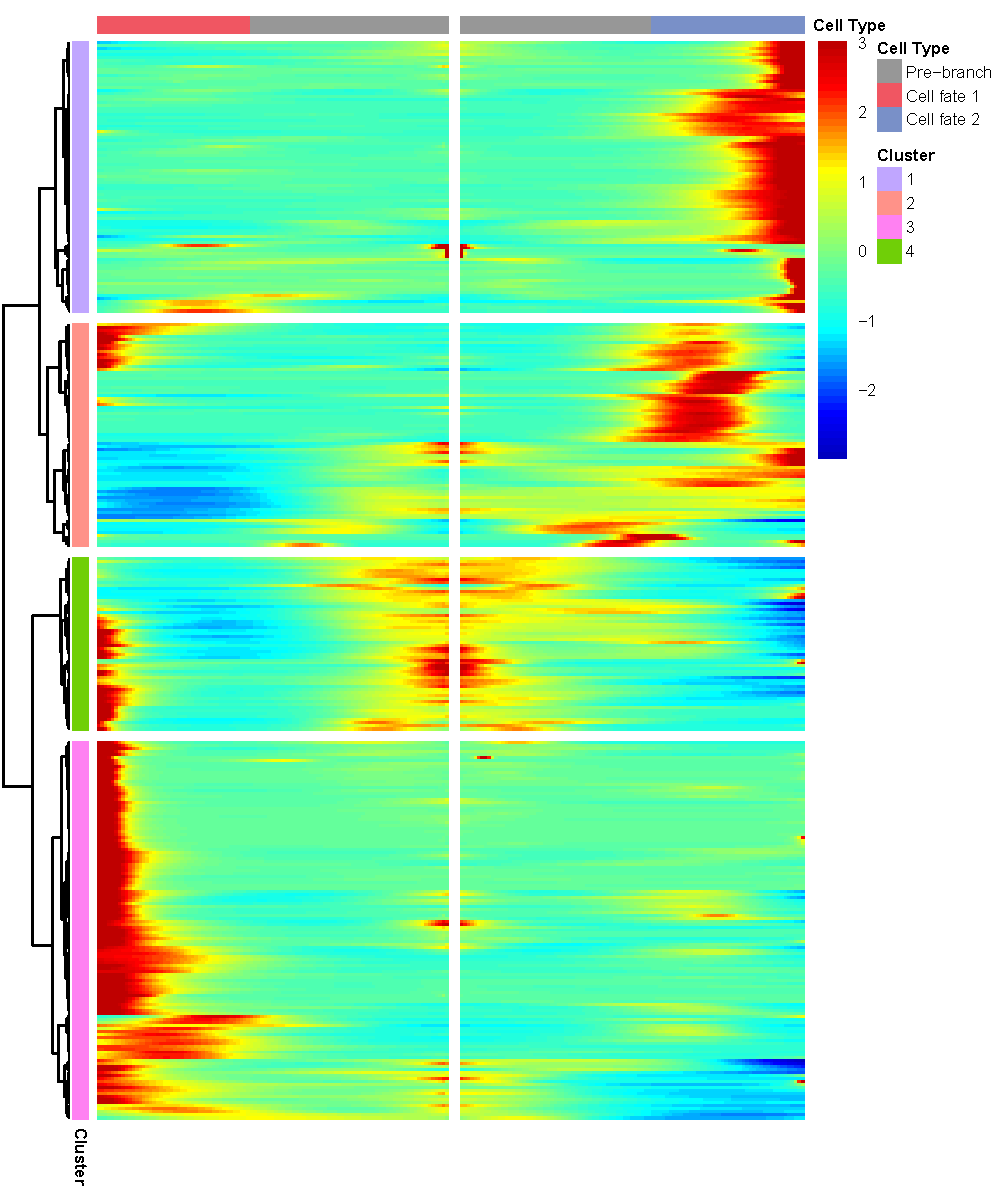 Cell Type
3
2
1
0
−1
−2
Cell Type
Pre−branch
Cell fate 1
Cell fate 2
Cluster
1
2
3
4
Cluster